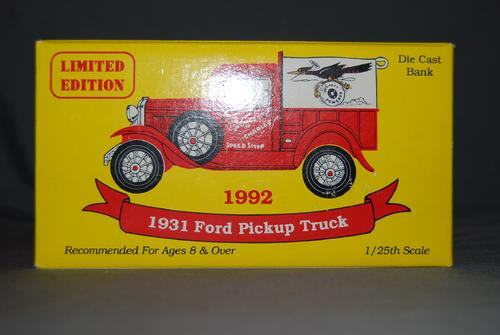 LIMITED
EDITION
Die Cast
Bank
SPEED SHOP
1992
1931 Ford Pickup Truck
Recommended For Ages 8 & Over
1/25th Scale